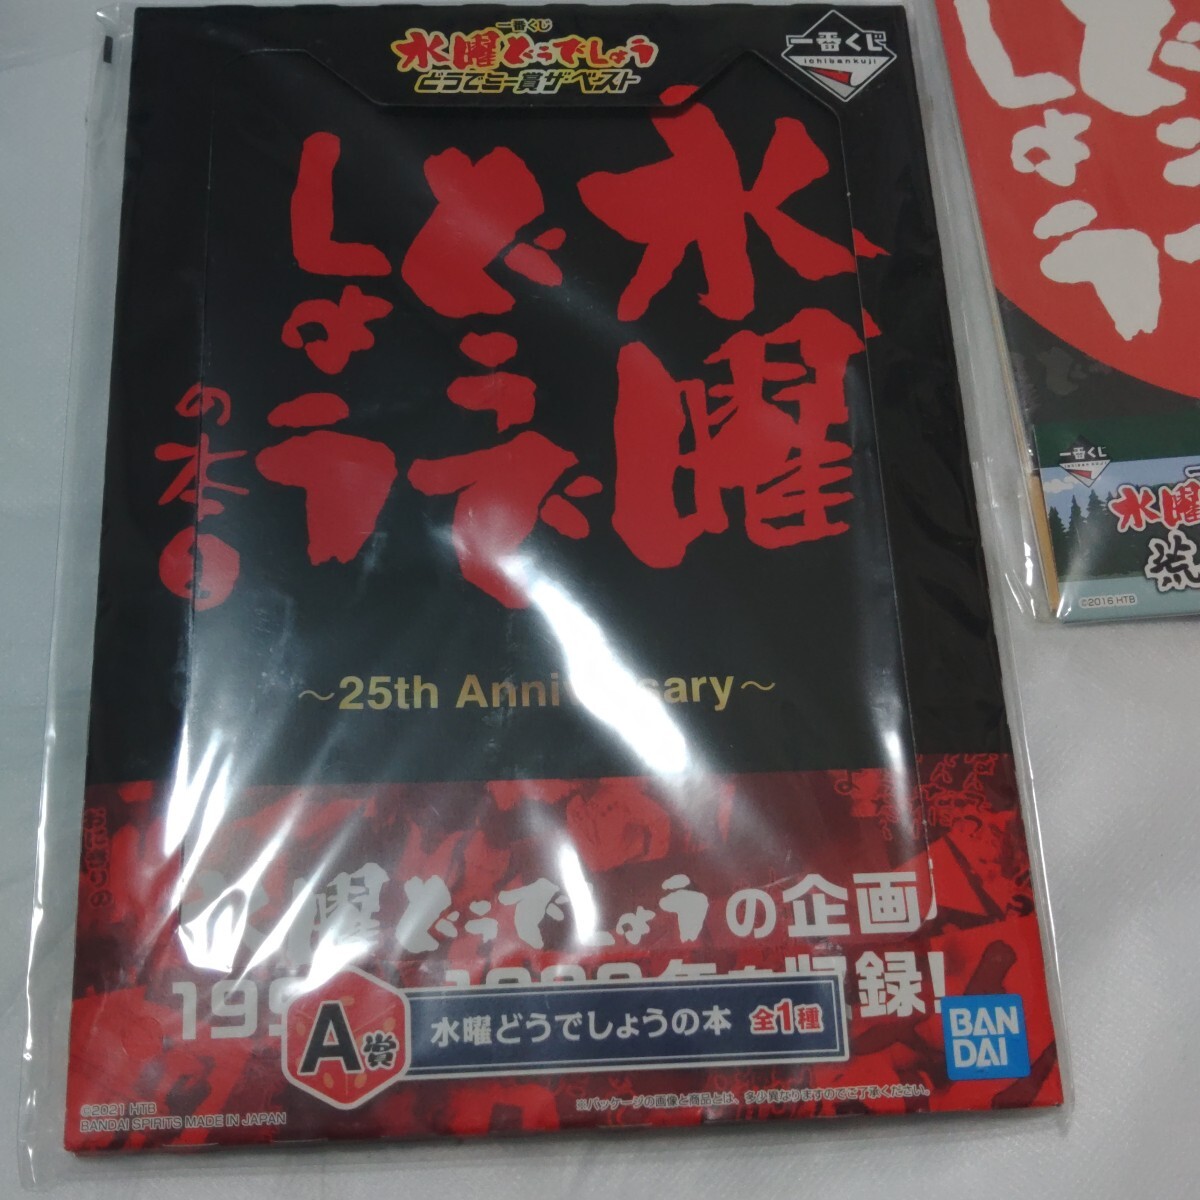 一番くじ
水曜どうでしょう
どうでミー賞ザ・ベスト
一番くじ
ichibankuji
水曜
どうで
しょう
の本
~25th Anniversary~
水曜どうでしょうの企画
収録!
A賞
水曜どうでしょうの本 全1種
BAN
DAI
©2021 HTB
BANDAI SPIRITS MADE IN JAPAN
※パッケージの画像と商品とは、多少異なりますのでご了承ください。
しょう
一番くじ
水曜
©2016 HTB